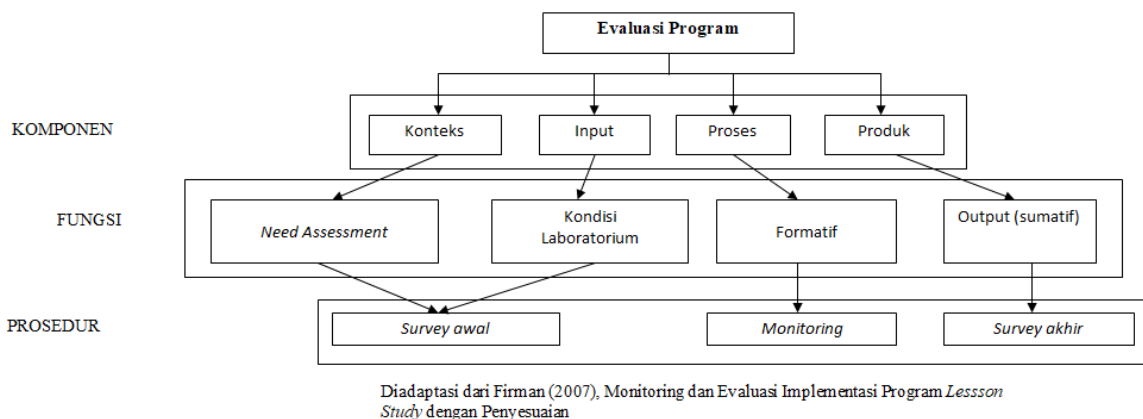 Evaluasi Program
KOMPONEN
Konteks
Input
Proses
Produk
FUNGSI
Need Assessment
Kondisi
Laboratorium
Formatif
Output (sumatif)
PROSEDUR
Survey awal
Monitoring
Survey akhir
Diadaptasi dari Firman (2007), Monitoring dan Evaluasi Implementasi Program Lessson
Study dengan Penyesuaian